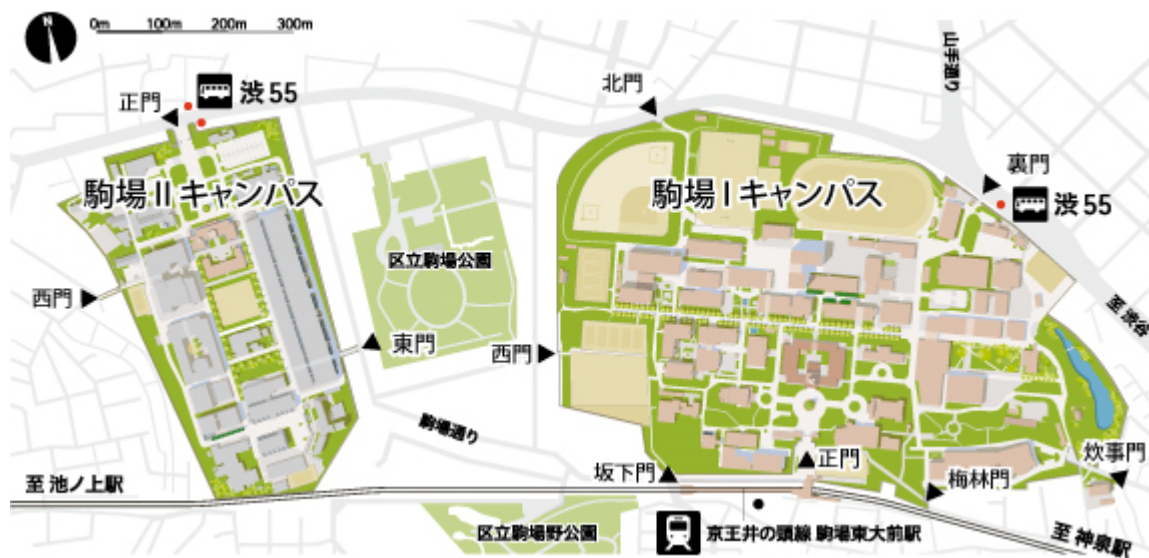 N
0m 100m 200m 300m
渋55
正門
駒場Ⅱキャンパス
西門
東門
区立駒場公園
北門
山手通り
駒場Ⅰキャンパス
裏門
渋55
至 渋谷
西門
駒場通り
坂下門
正門
梅林門
炊事門
至 池ノ上駅
区立駒場野公園
京王井の頭線 駒場東大前駅
至 神泉駅